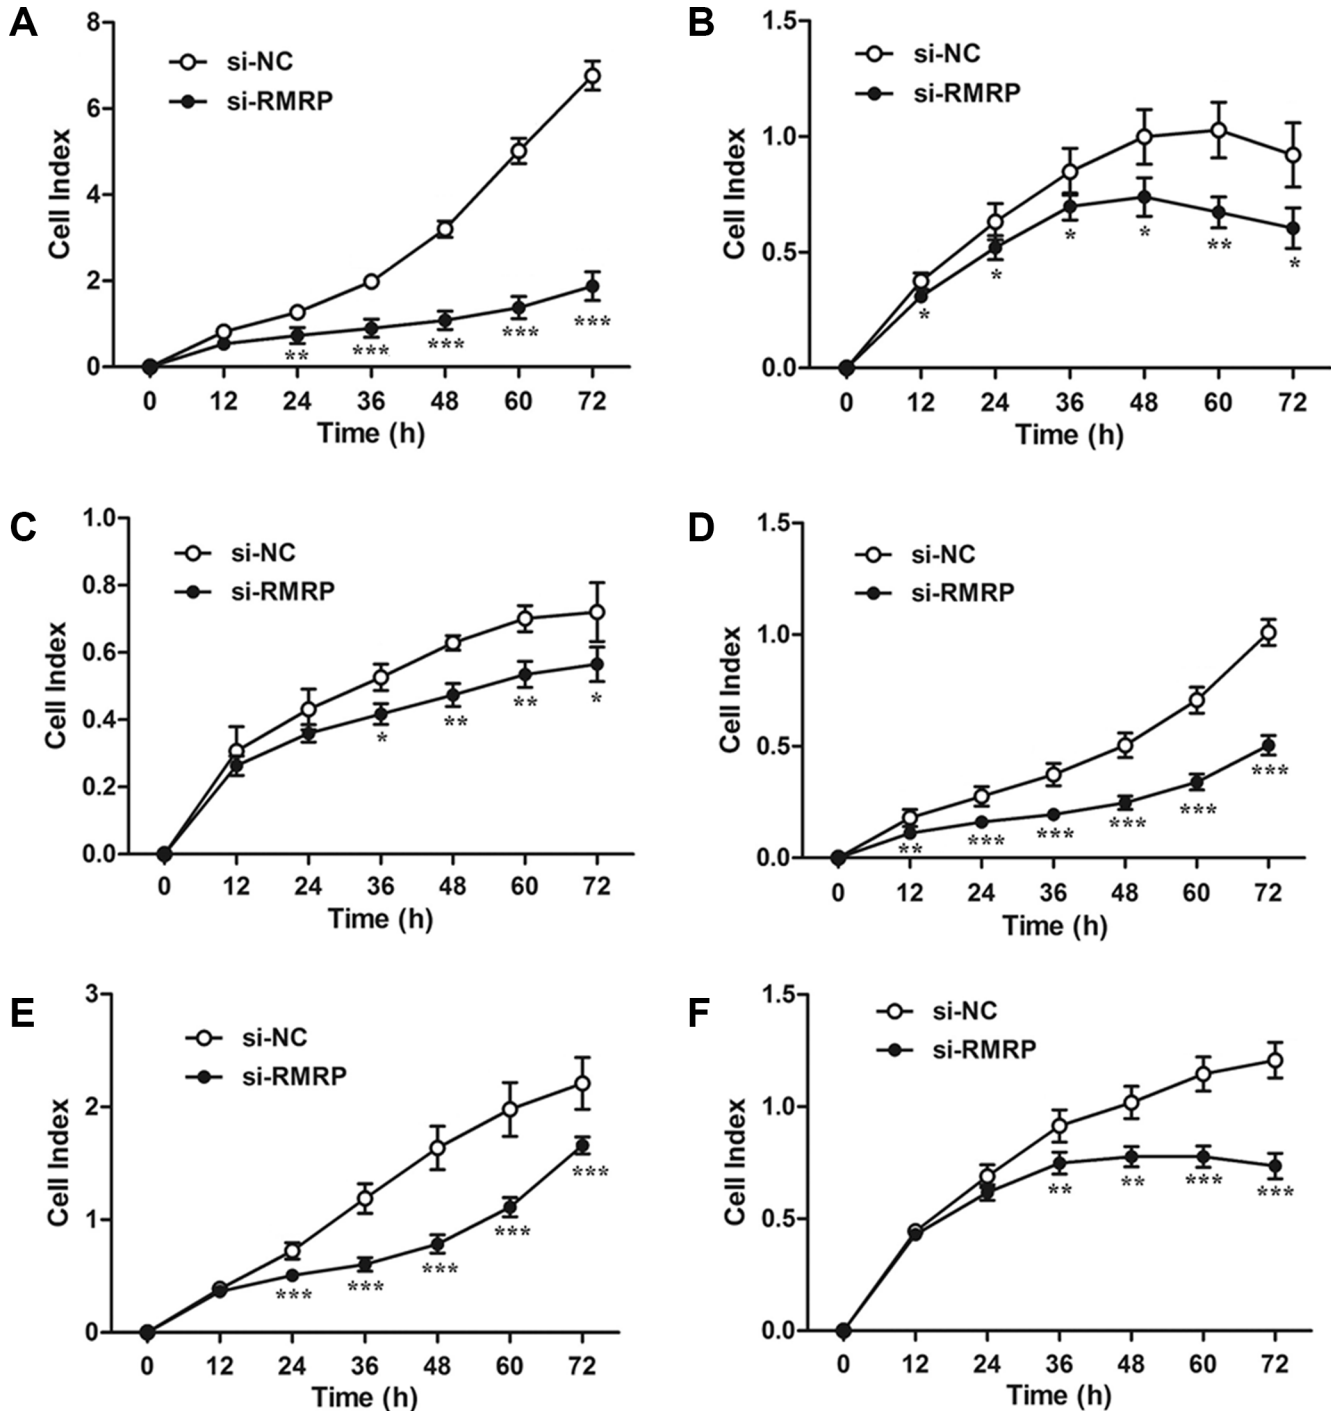 A
8
6
4
2
0
Cell Index
si-NC
si-RMRP
** *** *** *** ***
0 12 24 36 48 60 72
Time (h)
B
1.5
1.0
0.5
0.0
Cell Index
si-NC
si-RMRP
* * * * ** *
0 12 24 36 48 60 72
Time (h)
C
1.0
0.8
0.6
0.4
0.2
0.0
Cell Index
si-NC
si-RMRP
* ** ** *
0 12 24 36 48 60 72
Time (h)
D
1.5
1.0
0.5
0.0
Cell Index
si-NC
si-RMRP
** *** *** *** *** ***
0 12 24 36 48 60 72
Time (h)
E
3
2
1
0
Cell Index
si-NC
si-RMRP
*** *** *** *** ***
0 12 24 36 48 60 72
Time (h)
F
1.5
1.0
0.5
0.0
Cell Index
si-NC
si-RMRP
** ** *** ***
0 12 24 36 48 60 72
Time (h)